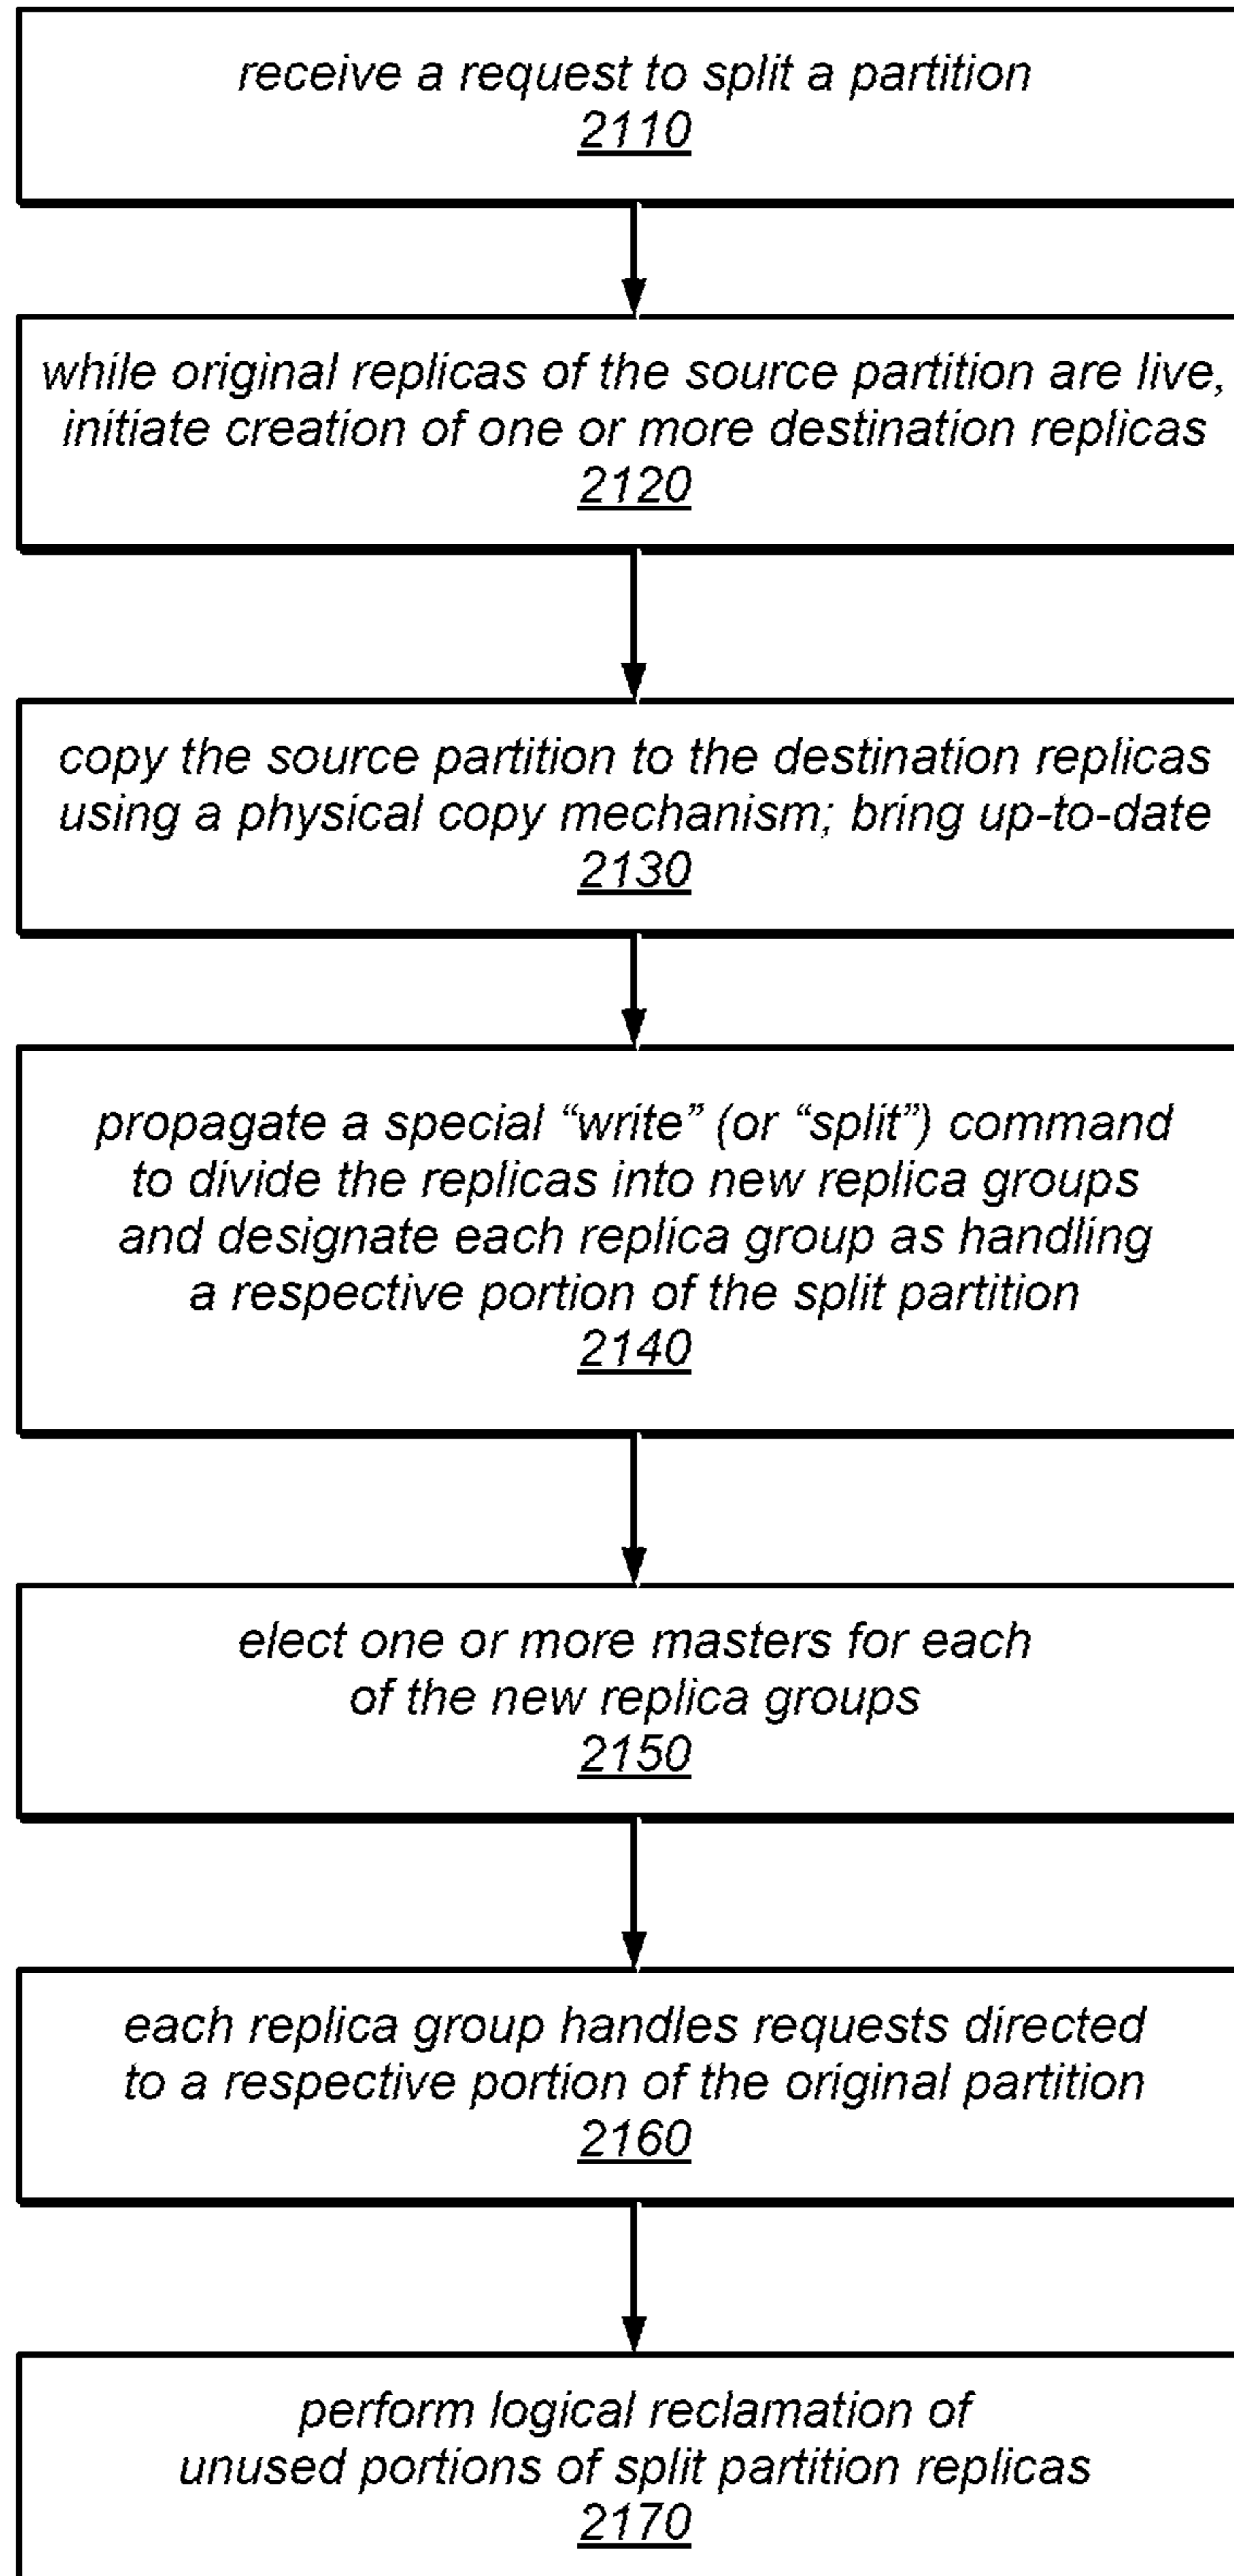 receive a request to split a partition
2110
while original replicas of the source partition are live,
initiate creation of one or more destination replicas
2120
copy the source partition to the destination replicas
using a physical copy mechanism; bring up-to-date
2130
propagate a special “write” (or “split”) command
to divide the replicas into new replica groups
and designate each replica group as handling
a respective portion of the split partition
2140
elect one or more masters for each
of the new replica groups
2150
each replica group handles requests directed
to a respective portion of the original partition
2160
perform logical reclamation of
unused portions of split partition replicas
2170